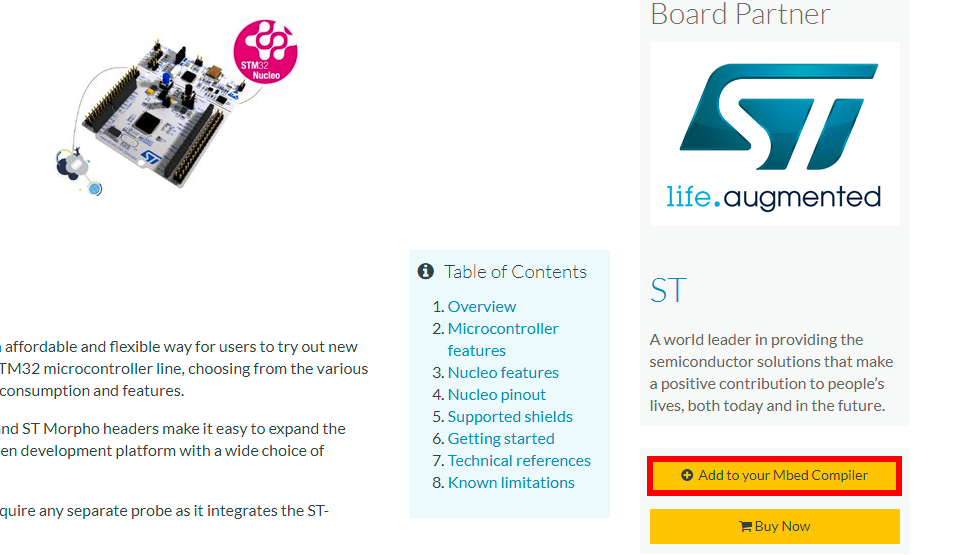 STM32
Nucleo
ST
Board Partner
ST
life.augmented
ST
A world leader in providing the
semiconductor solutions that make
a positive contribution to people’s
lives, both today and in the future.
Add to your Mbed Compiler
Buy Now
Table of Contents
1. Overview
2. Microcontroller
features
3. Nucleo features
4. Nucleo pinout
5. Supported shields
6. Getting started
7. Technical references
8. Known limitations
affordable and flexible way for users to try out new
TM32 microcontroller line, choosing from the various
consumption and features.
and ST Morpho headers make it easy to expand the
en development platform with a wide choice of
quire any separate probe as it integrates the ST-